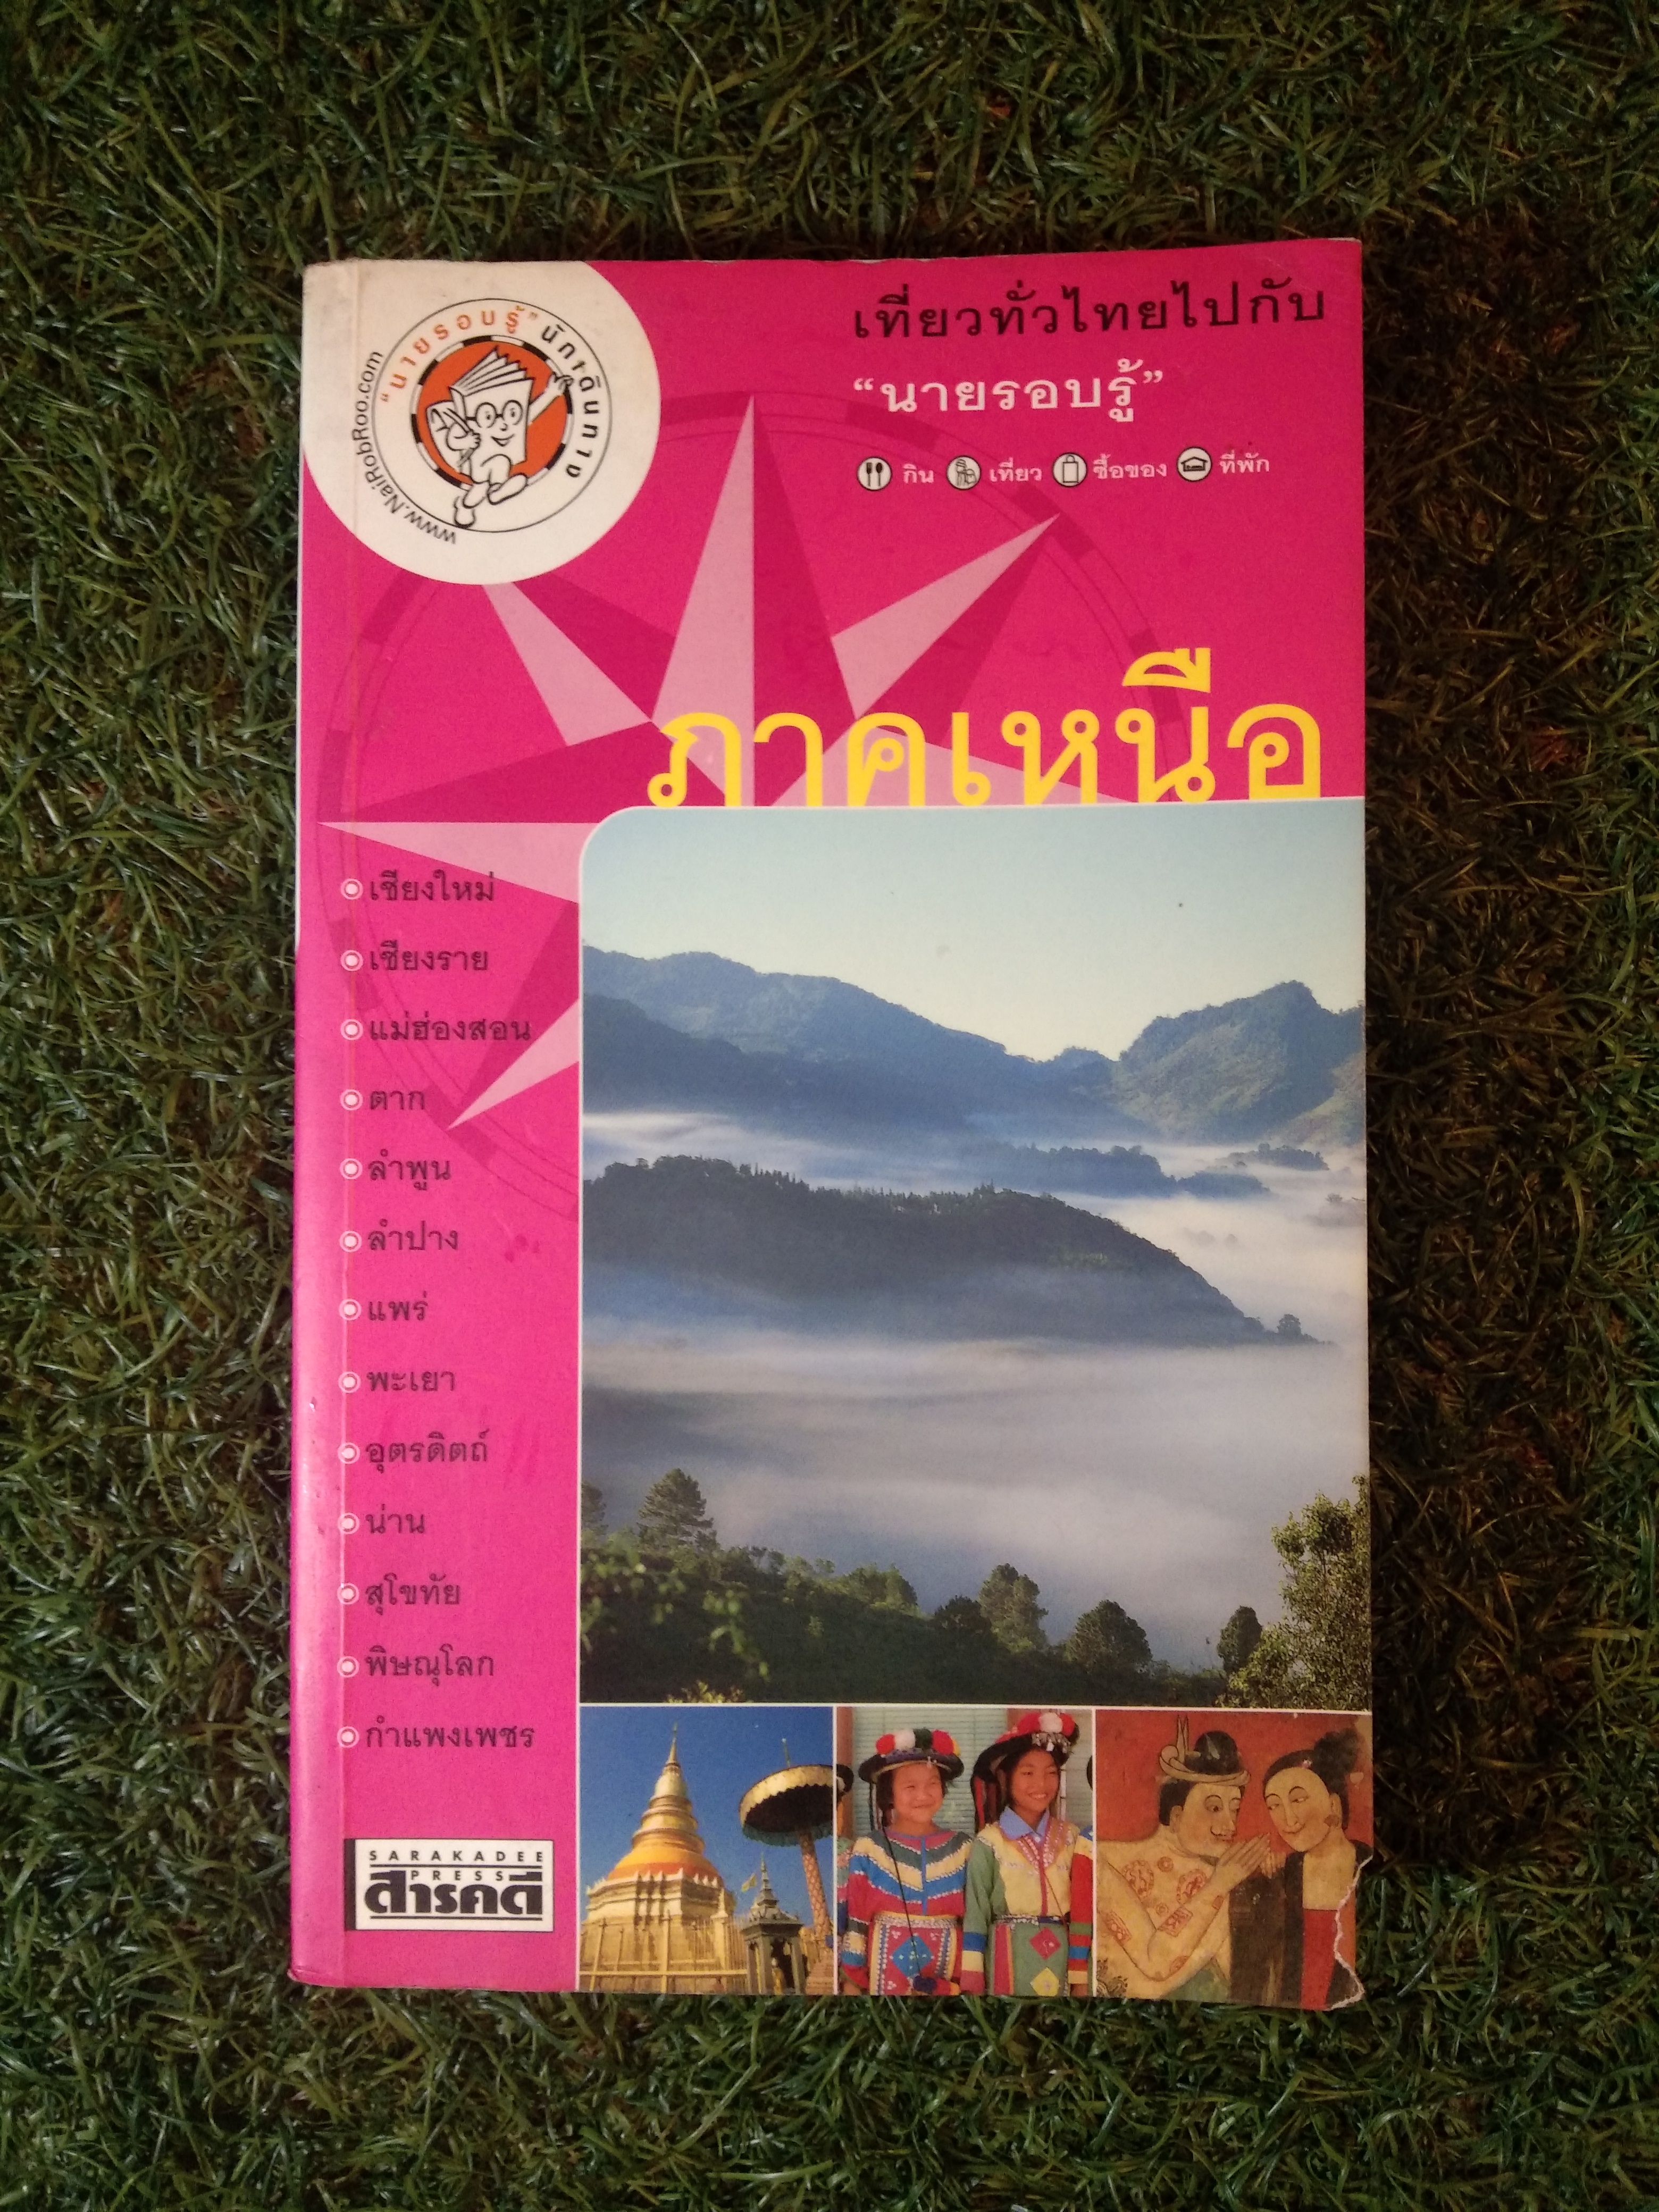 "นายรอบรู้" นักเดินทาง
www.NaiRobRoo.com
เที่ยวทั่วไทยไปกับ
“นายรอบรู้”
กิน เที่ยว ซื้อของ ที่พัก
ภาคเหนือ
เชียงใหม่
เชียงราย
แม่ฮ่องสอน
ตาก
ลำพูน
ลำปาง
แพร่
พะเยา
อุตรดิตถ์
น่าน
สุโขทัย
พิษณุโลก
กำแพงเพชร
SARAKADEE
PRESS
สารคดี